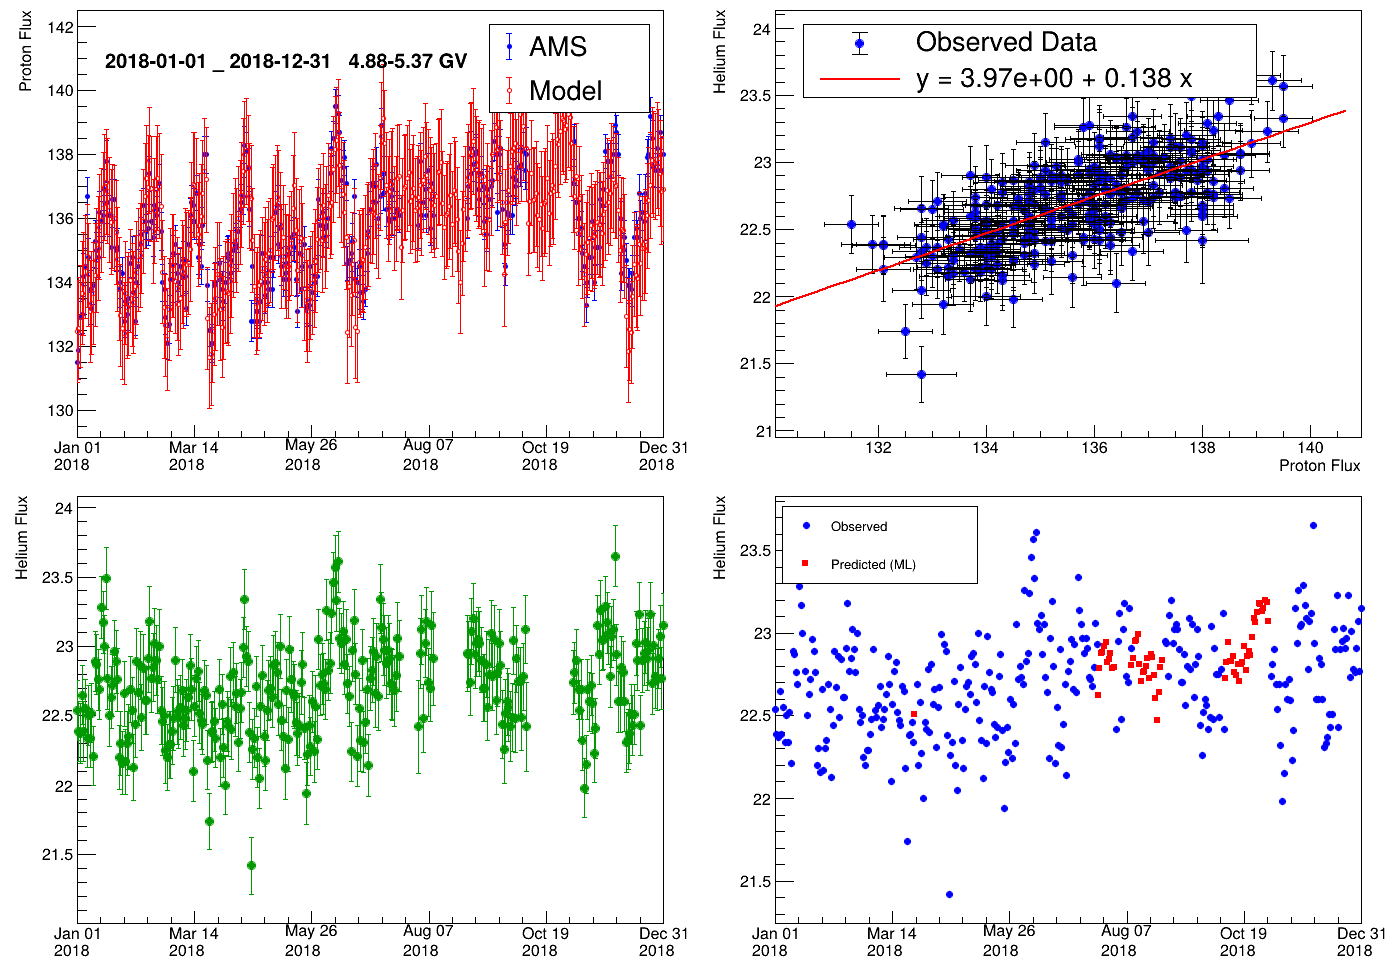 Proton Flux
142
140
138
136
134
132
130
2018-01-01 _ 2018-12-31 4.88-5.37 GV
AMS
Model
Jan 01
2018
Mar 14
2018
May 26
2018
Aug 07
2018
Oct 19
2018
Dec 31
2018
Helium Flux
24
23.5
23
22.5
22
21.5
21
Observed Data
y = 3.97e+00 + 0.138 x
132
134
136
138
140
Proton Flux
Helium Flux
24
23.5
23
22.5
22
21.5
Jan 01
2018
Mar 14
2018
May 26
2018
Aug 07
2018
Oct 19
2018
Dec 31
2018
Helium Flux
23.5
23
22.5
22
21.5
Observed
Predicted (ML)
Jan 01
2018
Mar 14
2018
May 26
2018
Aug 07
2018
Oct 19
2018
Dec 31
2018